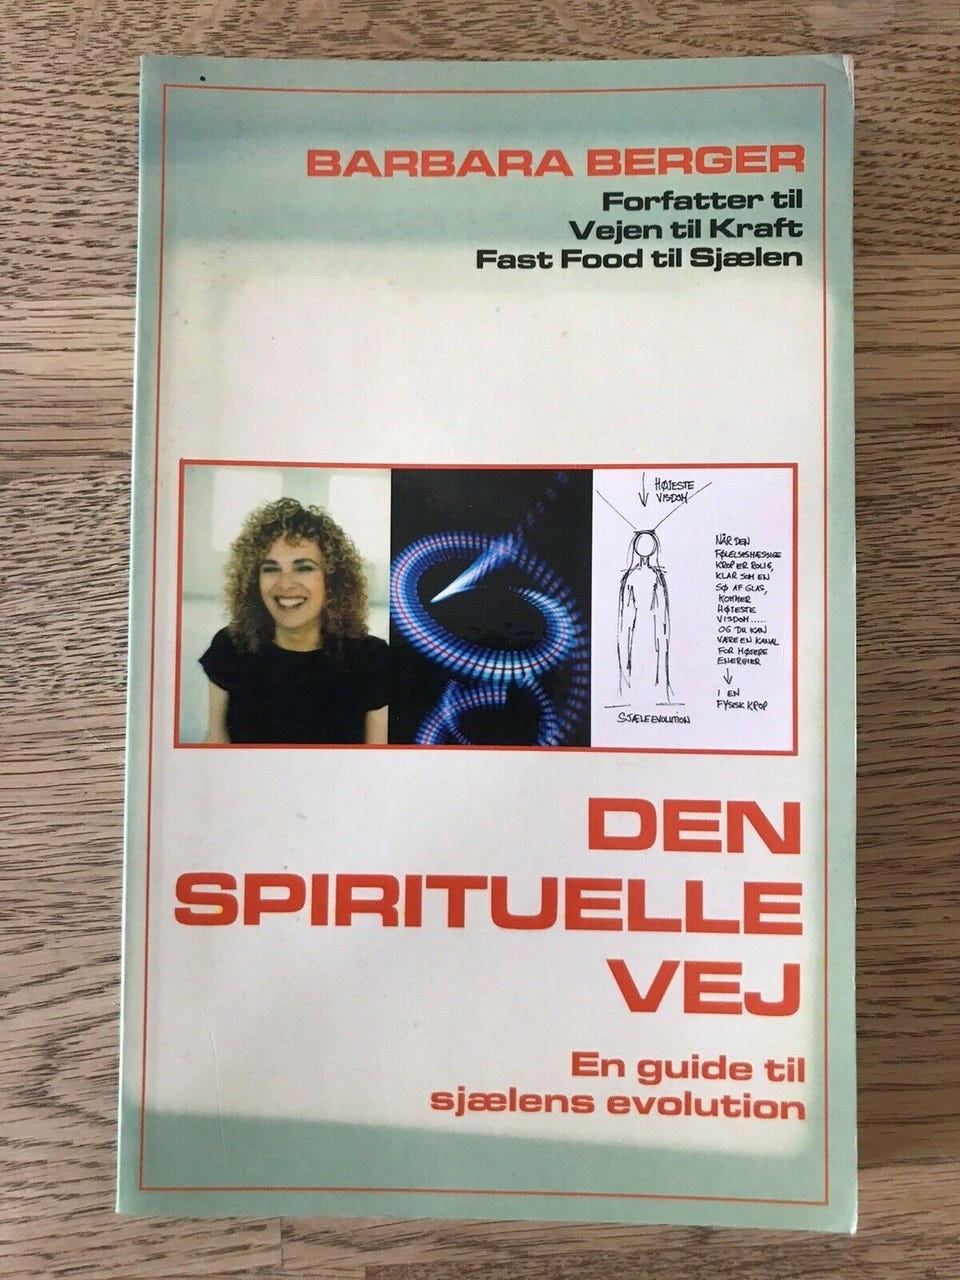 BARBARA BERGER
Forfatter til
Vejen til Kraft
Fast Food til Sjælen
HØJESTE
VISDOM
NÅR DEN
FØLELSESMÆSSIGE
KROP ER ROLIG,
KLAR SOM EN
SØ AF GLAS,
KOMMER
HØJESTE
VISDOM.....
OG DU KAN
VÆRE EN KANAL
FOR HØJERE
ENERGIER
I EN
FYSISK KROP
SJÆLEEVOLUTION
DEN
SPIRITUELLE
VEJ
En guide til
sjælens evolution